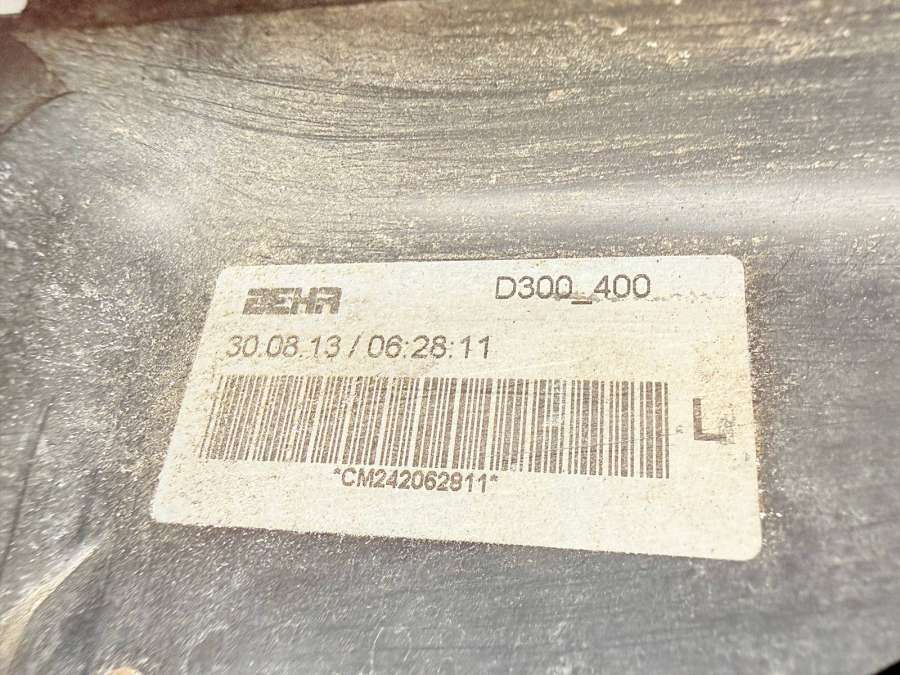 BEHR D300_400
30.08.13 / 06:28:11
L
*CM242062811*